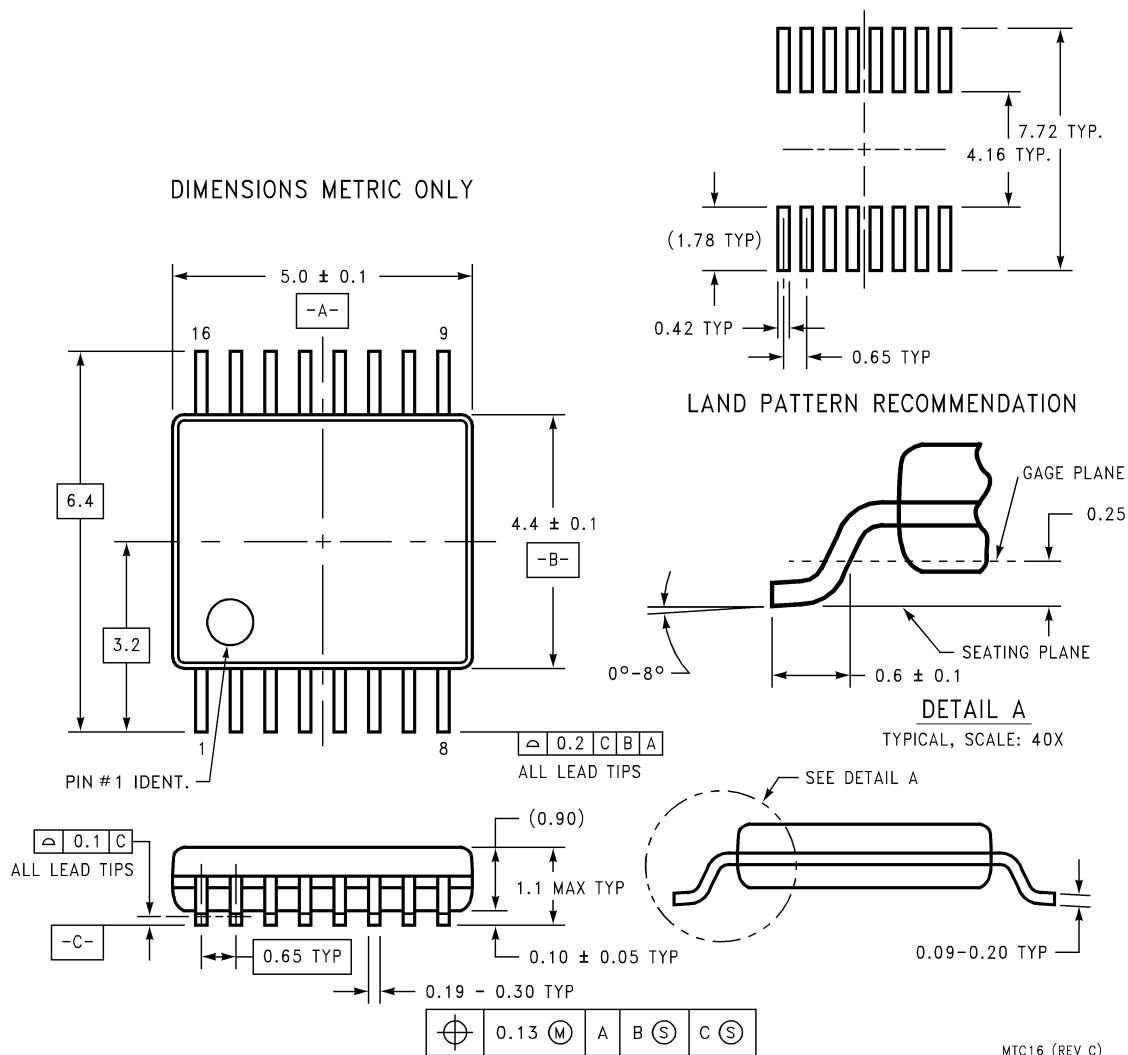 7.72 TYP.
4.16 TYP.
DIMENSIONS METRIC ONLY
(1.78 TYP)
5.0 ± 0.1
-A-
0.42 TYP
0.65 TYP
16
9
LAND PATTERN RECOMMENDATION
6.4
4.4 ± 0.1
-B-
3.2
GAGE PLANE
0.25
0°-8°
SEATING PLANE
0.6 ± 0.1
DETAIL A
TYPICAL, SCALE: 40X
1
8
⌓ 0.2 C B A
ALL LEAD TIPS
PIN #1 IDENT.
SEE DETAIL A
(0.90)
⌓ 0.1 C
ALL LEAD TIPS
1.1 MAX TYP
-C-
0.65 TYP
0.10 ± 0.05 TYP
0.09-0.20 TYP
0.19 - 0.30 TYP
⌖ 0.13 Ⓜ A B Ⓢ C Ⓢ
MTC16 (REV C)